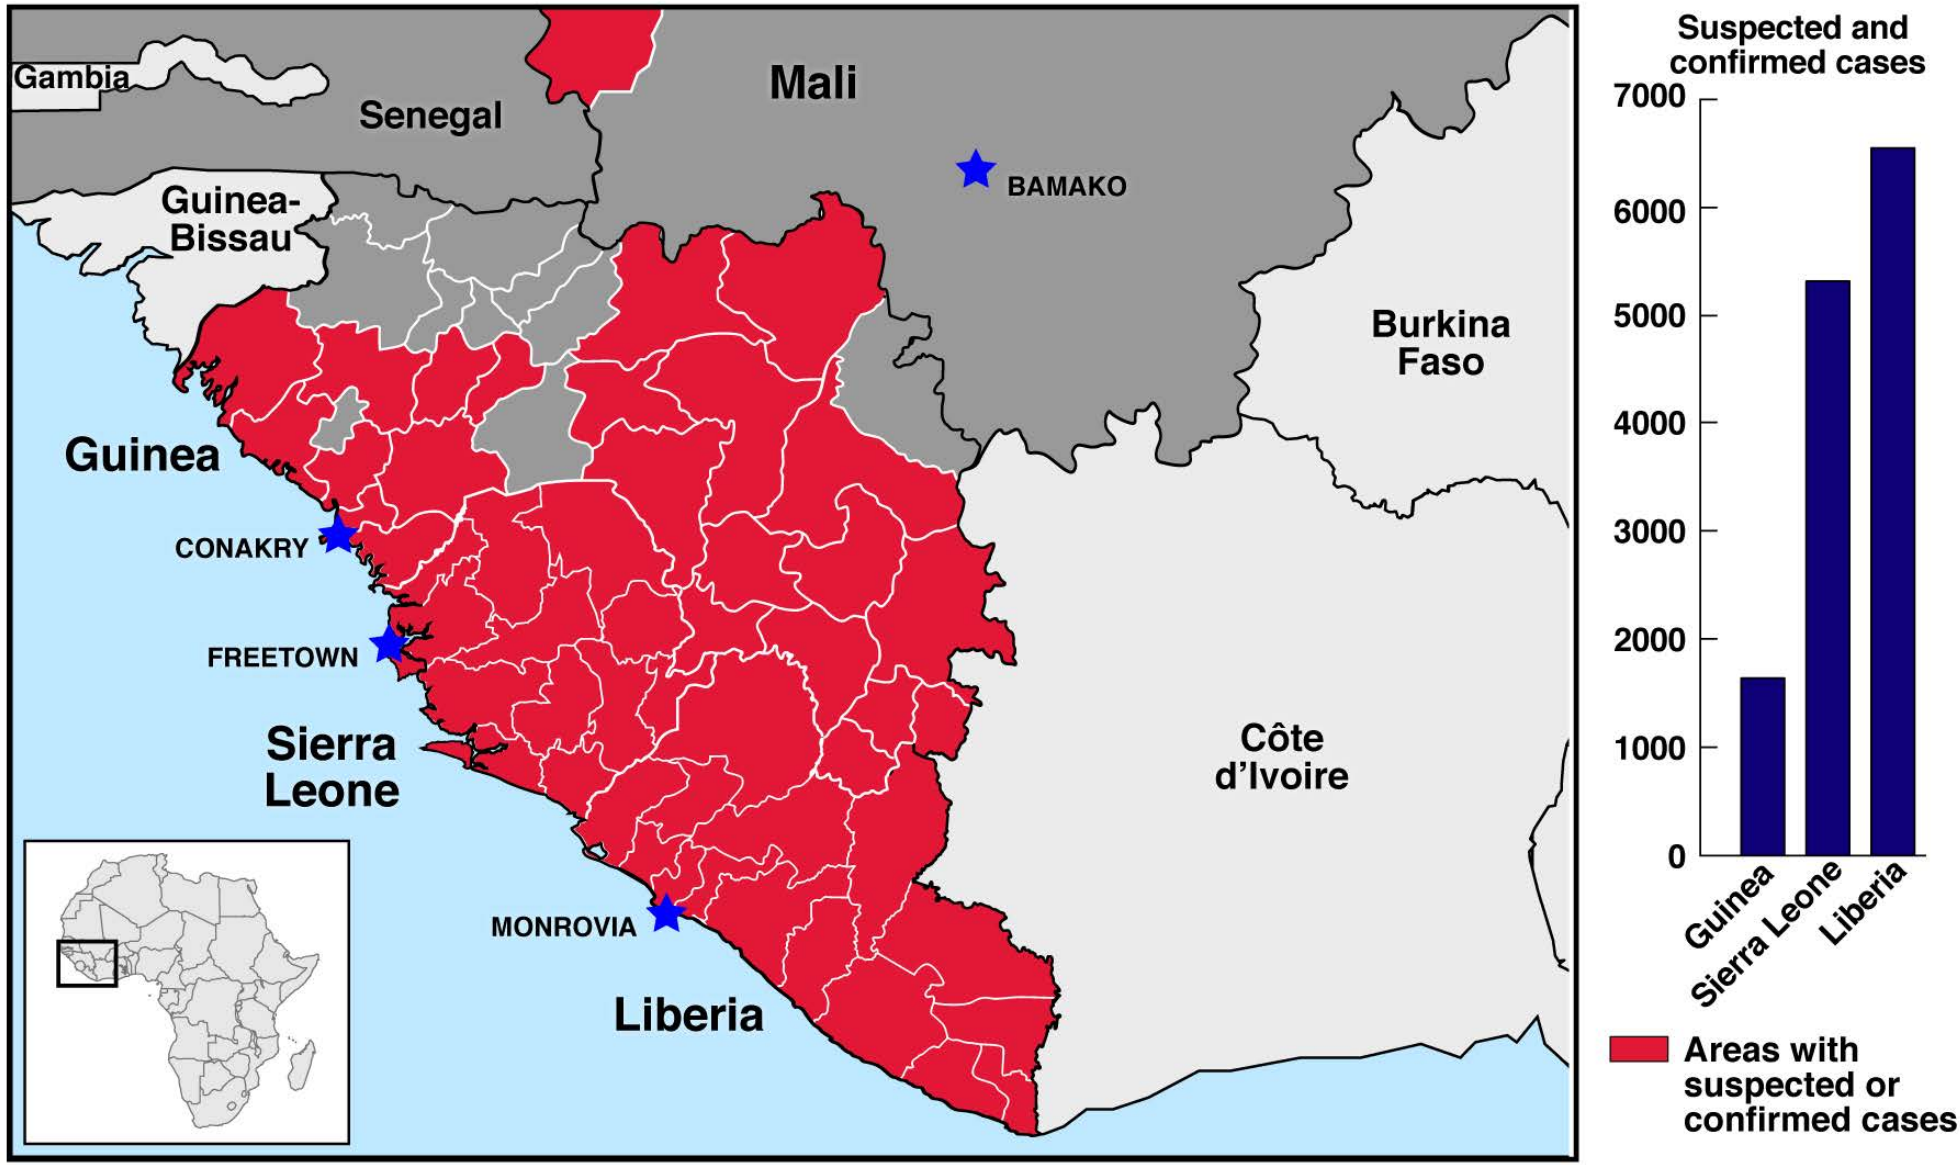 Gambia
Senegal
Mali
BAMAKO
Guinea-
Bissau
Burkina
Faso
Guinea
CONAKRY
FREETOWN
Sierra
Leone
Côte
d’Ivoire
MONROVIA
Liberia
Suspected and
confirmed cases
7000
6000
5000
4000
3000
2000
1000
0
Guinea
Sierra Leone
Liberia
Areas with
suspected or
confirmed cases